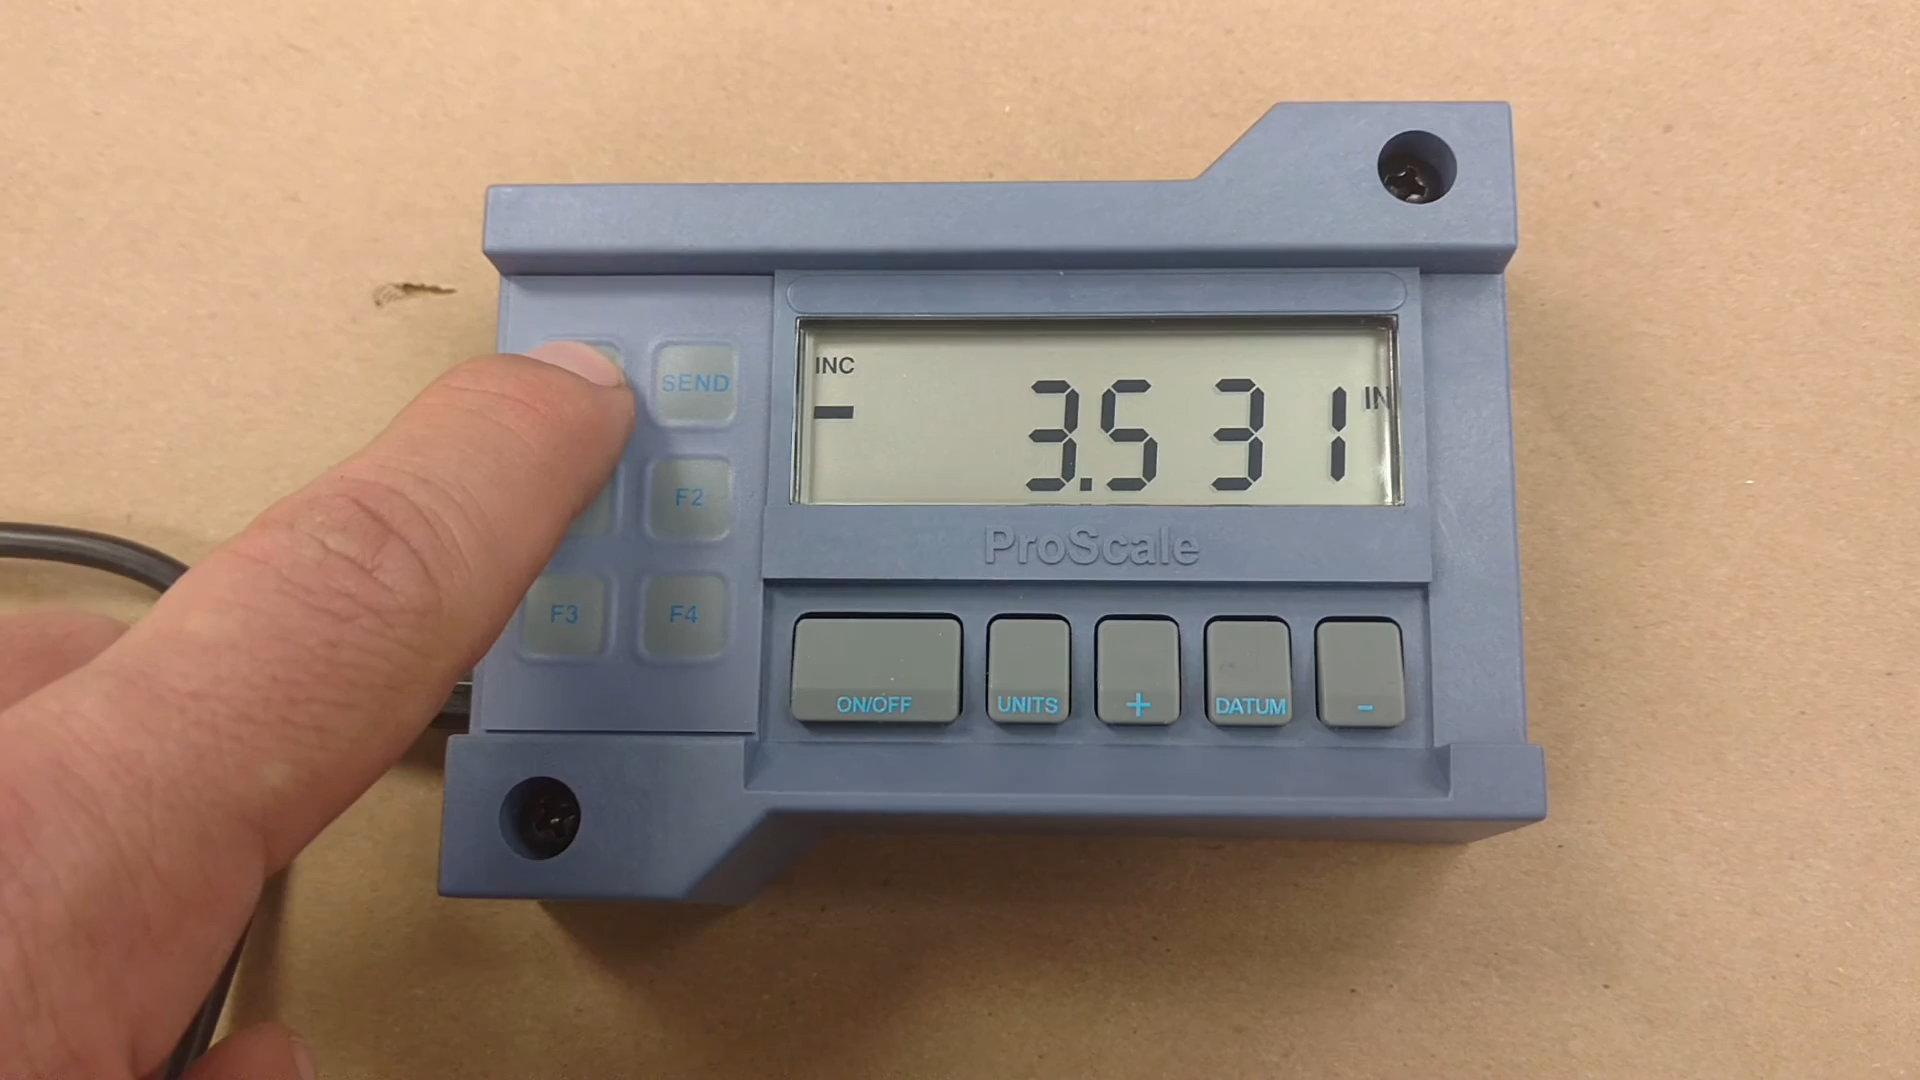 INC
- 3.531 IN
SEND
F2
ProScale
F3 F4
ON/OFF UNITS + DATUM -